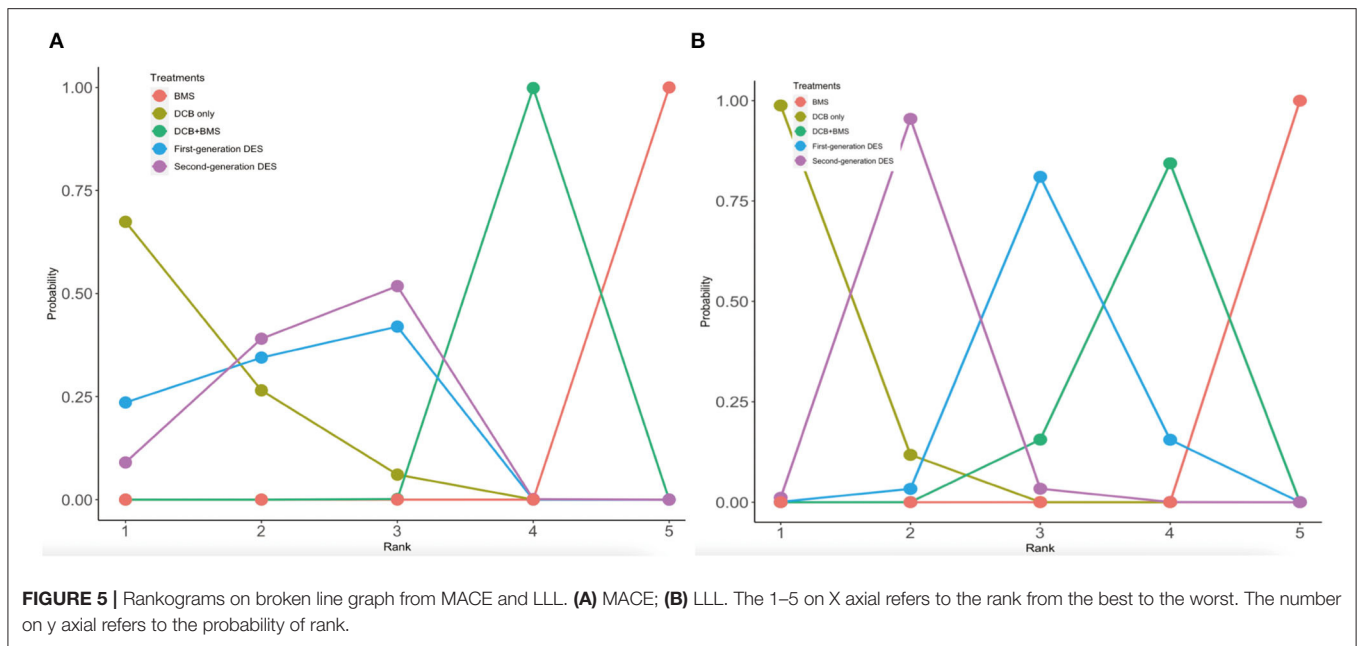 A
Treatments
BMS
DCB only
DCB+BMS
First-generation DES
Second-generation DES
1.00
0.75
0.50
0.25
0.00
Probability
1 2 3 4 5
Rank
B
Treatments
BMS
DCB only
DCB+BMS
First-generation DES
Second-generation DES
1.00
0.75
0.50
0.25
0.00
Probability
1 2 3 4 5
Rank
FIGURE 5 | Rankograms on broken line graph from MACE and LLL. (A) MACE; (B) LLL. The 1–5 on X axial refers to the rank from the best to the worst. The number
on y axial refers to the probability of rank.